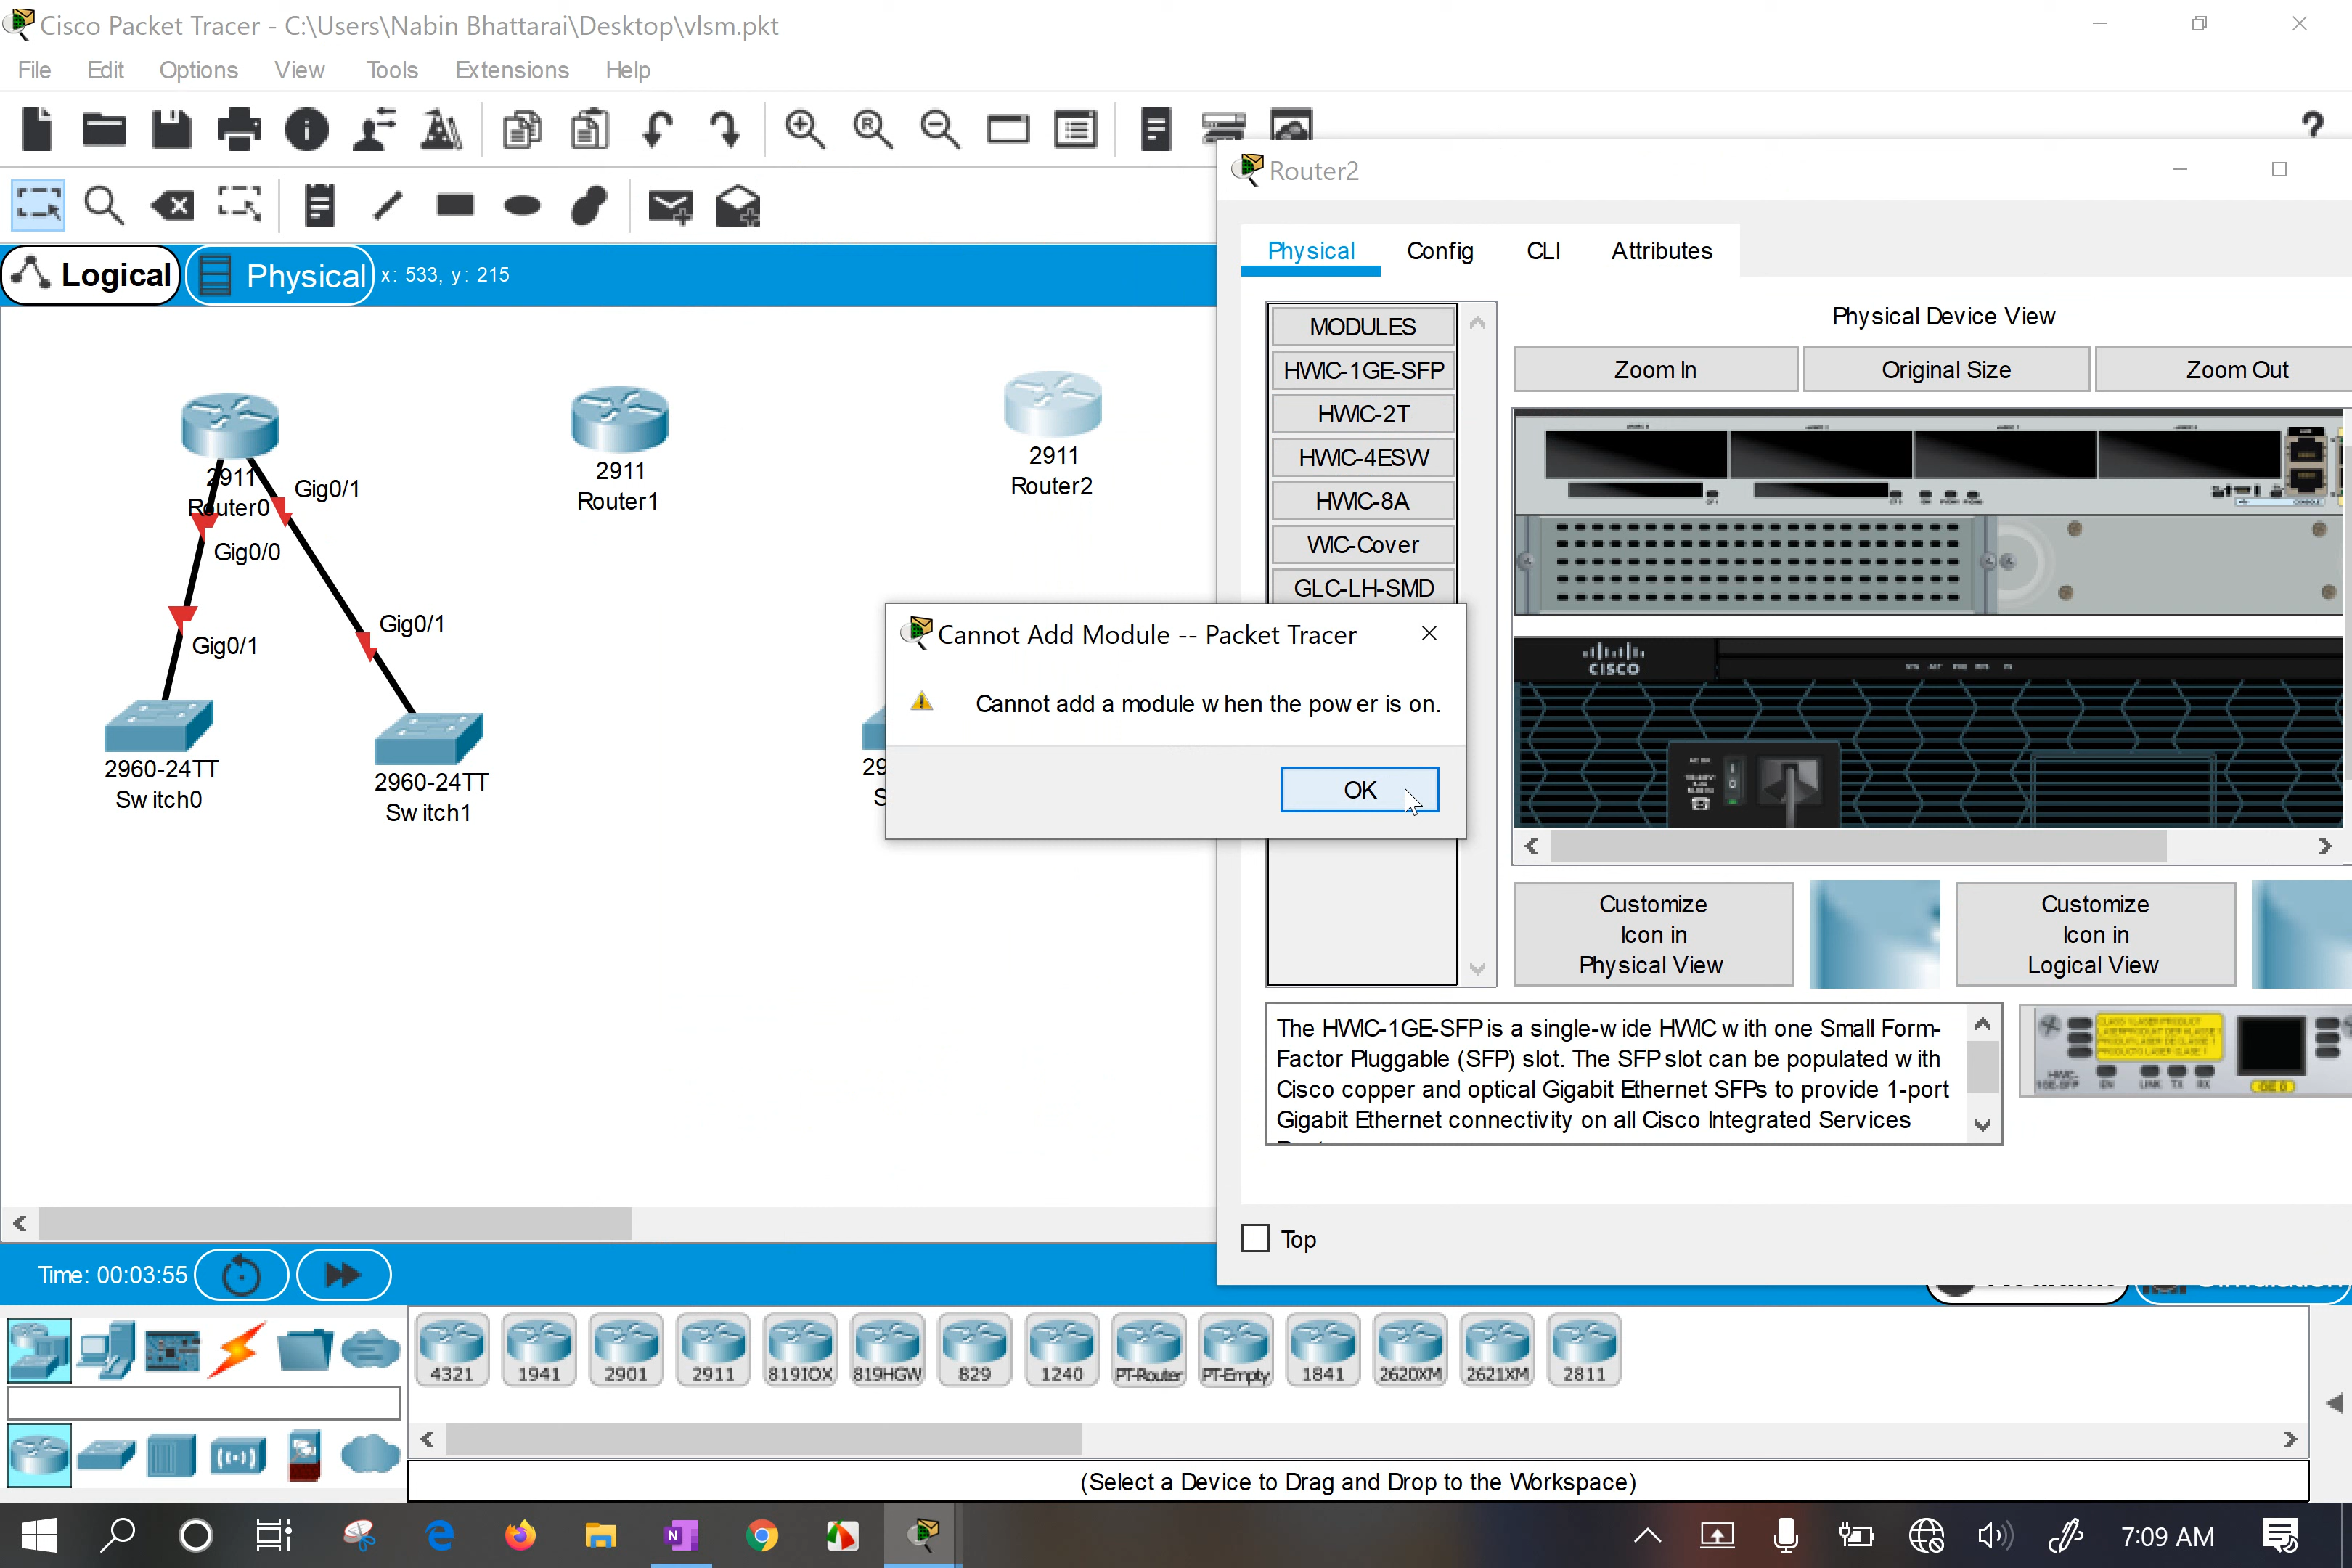 Cisco Packet Tracer - C:\Users\Nabin Bhattarai\Desktop\vlsm.pkt
File Edit Options View Tools Extensions Help
Router2
Logical Physical x: 533, y: 215
Physical Config CLI Attributes
Physical Device View
MODULES
HWIC-1GE-SFP
HWIC-2T
HWIC-4ESW
HWIC-8A
WIC-Cover
GLC-LH-SMD
Zoom In Original Size Zoom Out
CISCO
2911
Router0
Gig0/1
Gig0/0
Gig0/1
Gig0/1
2911
Router1
2911
Router2
2960-24TT
Switch0
2960-24TT
Switch1
29
S
Cannot Add Module -- Packet Tracer
Cannot add a module when the power is on.
OK
Customize
Icon in
Physical View
Customize
Icon in
Logical View
The HWIC-1GE-SFP is a single-wide HWIC with one Small Form-
Factor Pluggable (SFP) slot. The SFP slot can be populated with
Cisco copper and optical Gigabit Ethernet SFPs to provide 1-port
Gigabit Ethernet connectivity on all Cisco Integrated Services
Top
Time: 00:03:55
4321 1941 2901 2911 819IOX 819HGW 829 1240 PT-Router PT-Empty 1841 2620XM 2621XM 2811
(Select a Device to Drag and Drop to the Workspace)
7:09 AM